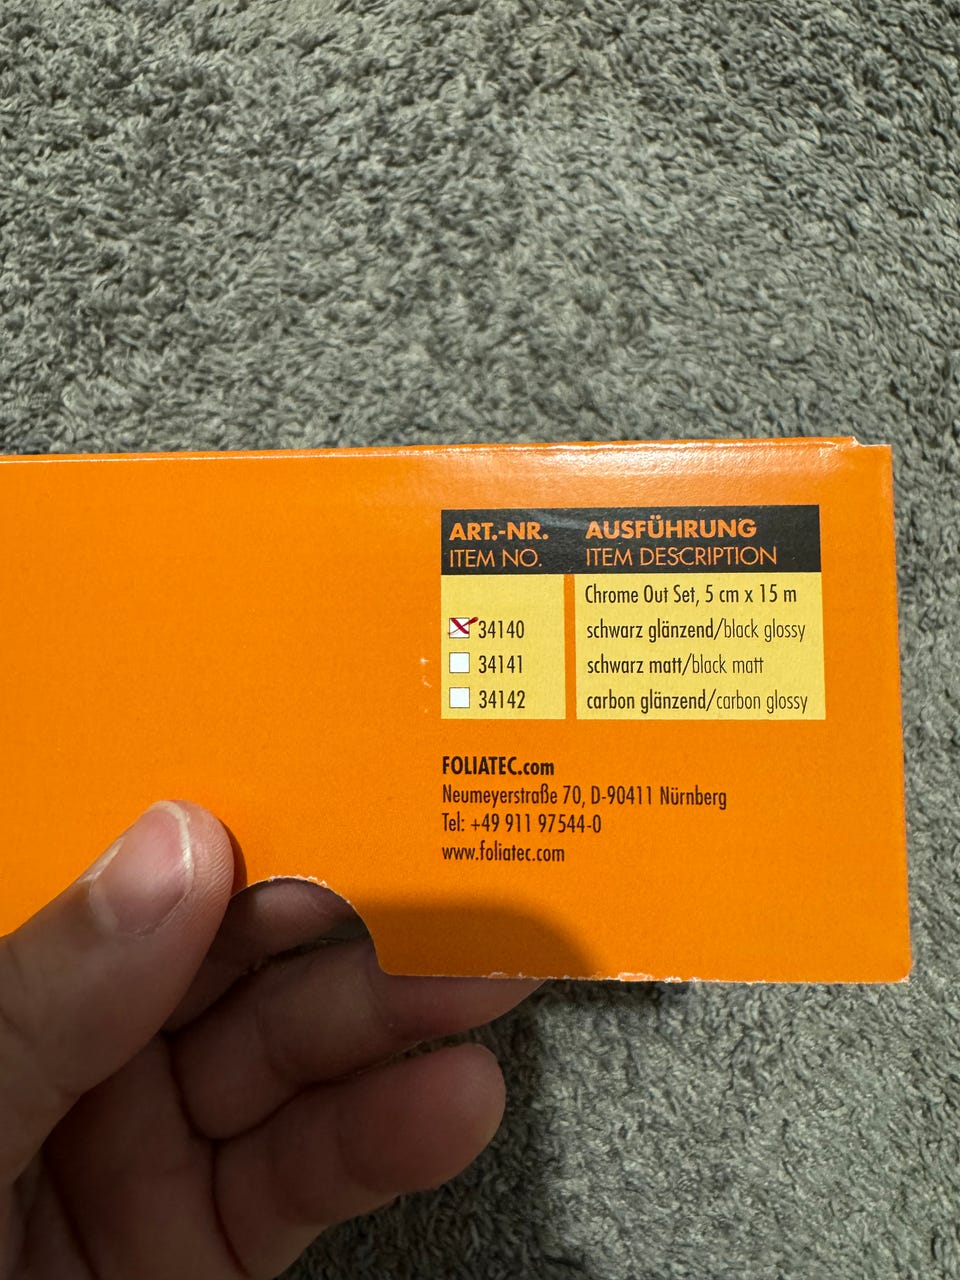 ART.-NR. AUSFÜHRUNG
ITEM NO. ITEM DESCRIPTION
Chrome Out Set, 5 cm x 15 m
34140 schwarz glänzend/black glossy
34141 schwarz matt/black matt
34142 carbon glänzend/carbon glossy
FOLIATEC.com
Neumeyerstraße 70, D-90411 Nürnberg
Tel: +49 911 97544-0
www.foliatec.com